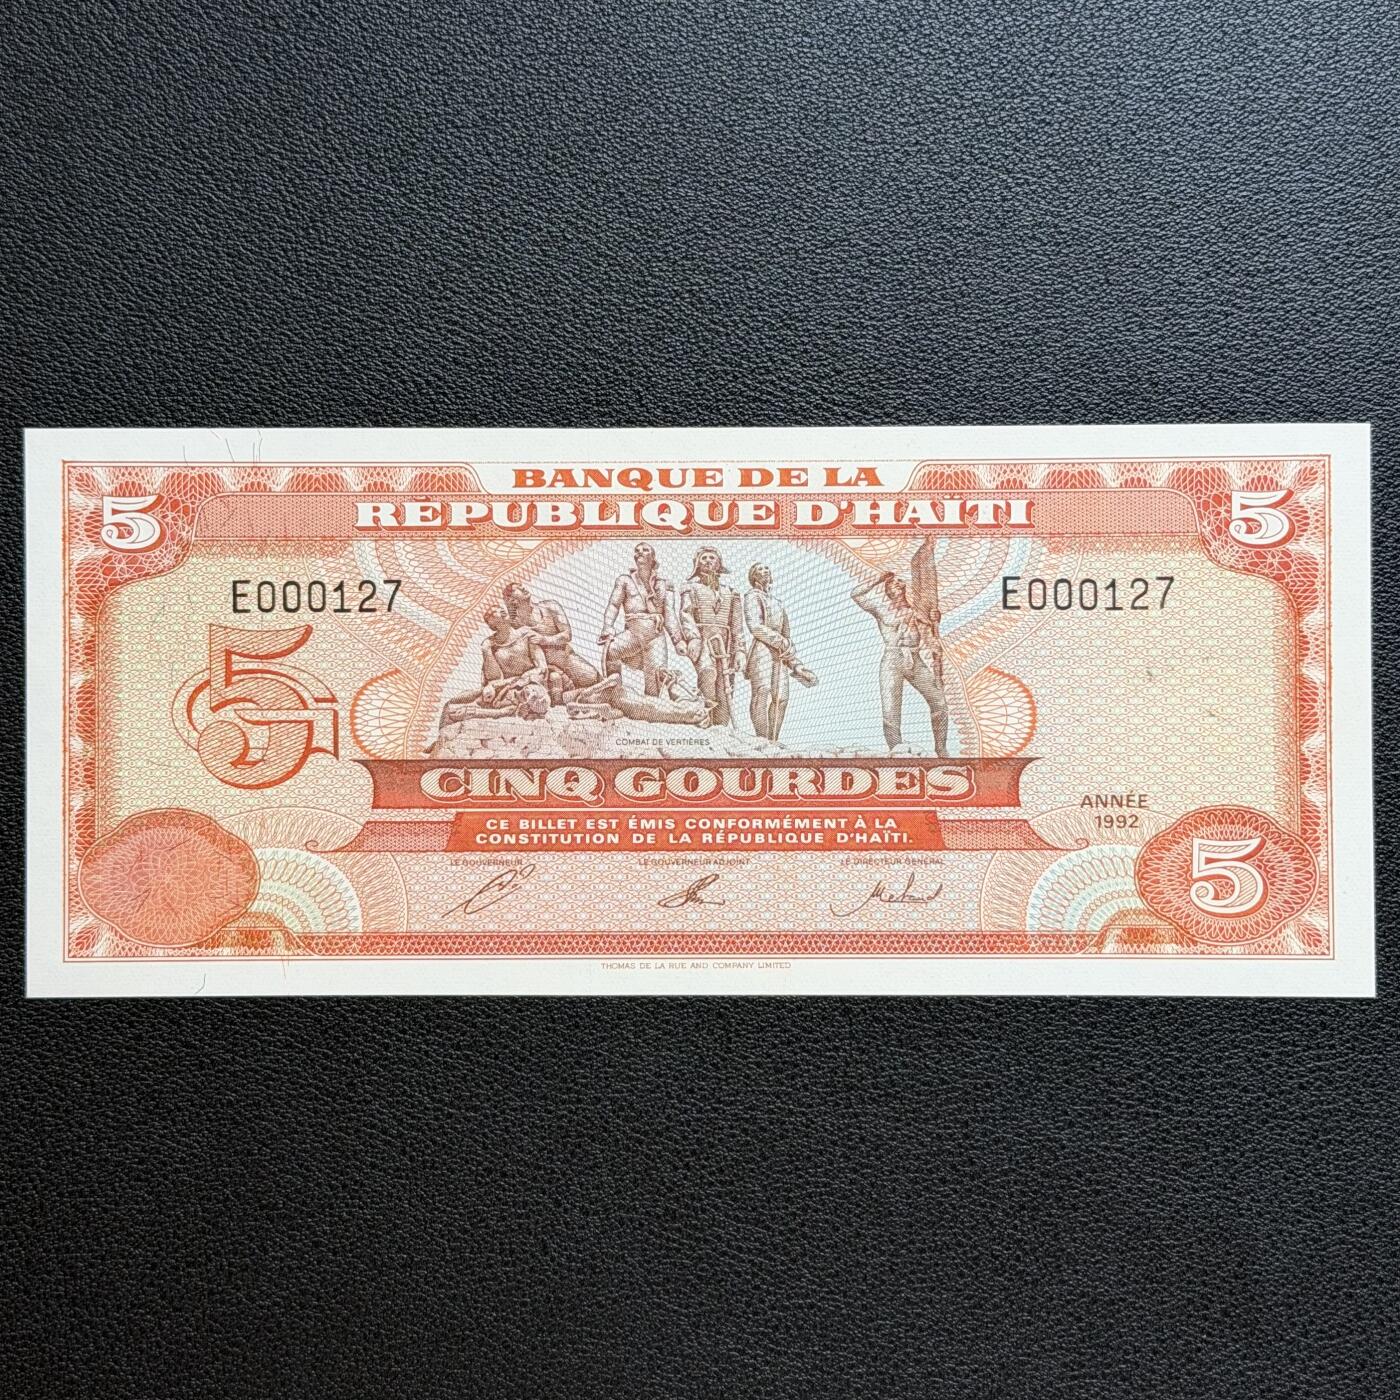 BANQUE DE LA
RÉPUBLIQUE D'HAÏTI
5
5
E000127
E000127
5G
COMBAT DE VERTIÈRES
CINQ GOURDES
ANNÉE
1992
CE BILLET EST ÉMIS CONFORMÉMENT À LA
CONSTITUTION DE LA RÉPUBLIQUE D'HAÏTI.
LE GOUVERNEUR
LE GOUVERNEUR ADJOINT
LE DIRECTEUR GENERAL
5
THOMAS DE LA RUE AND COMPANY LIMITED